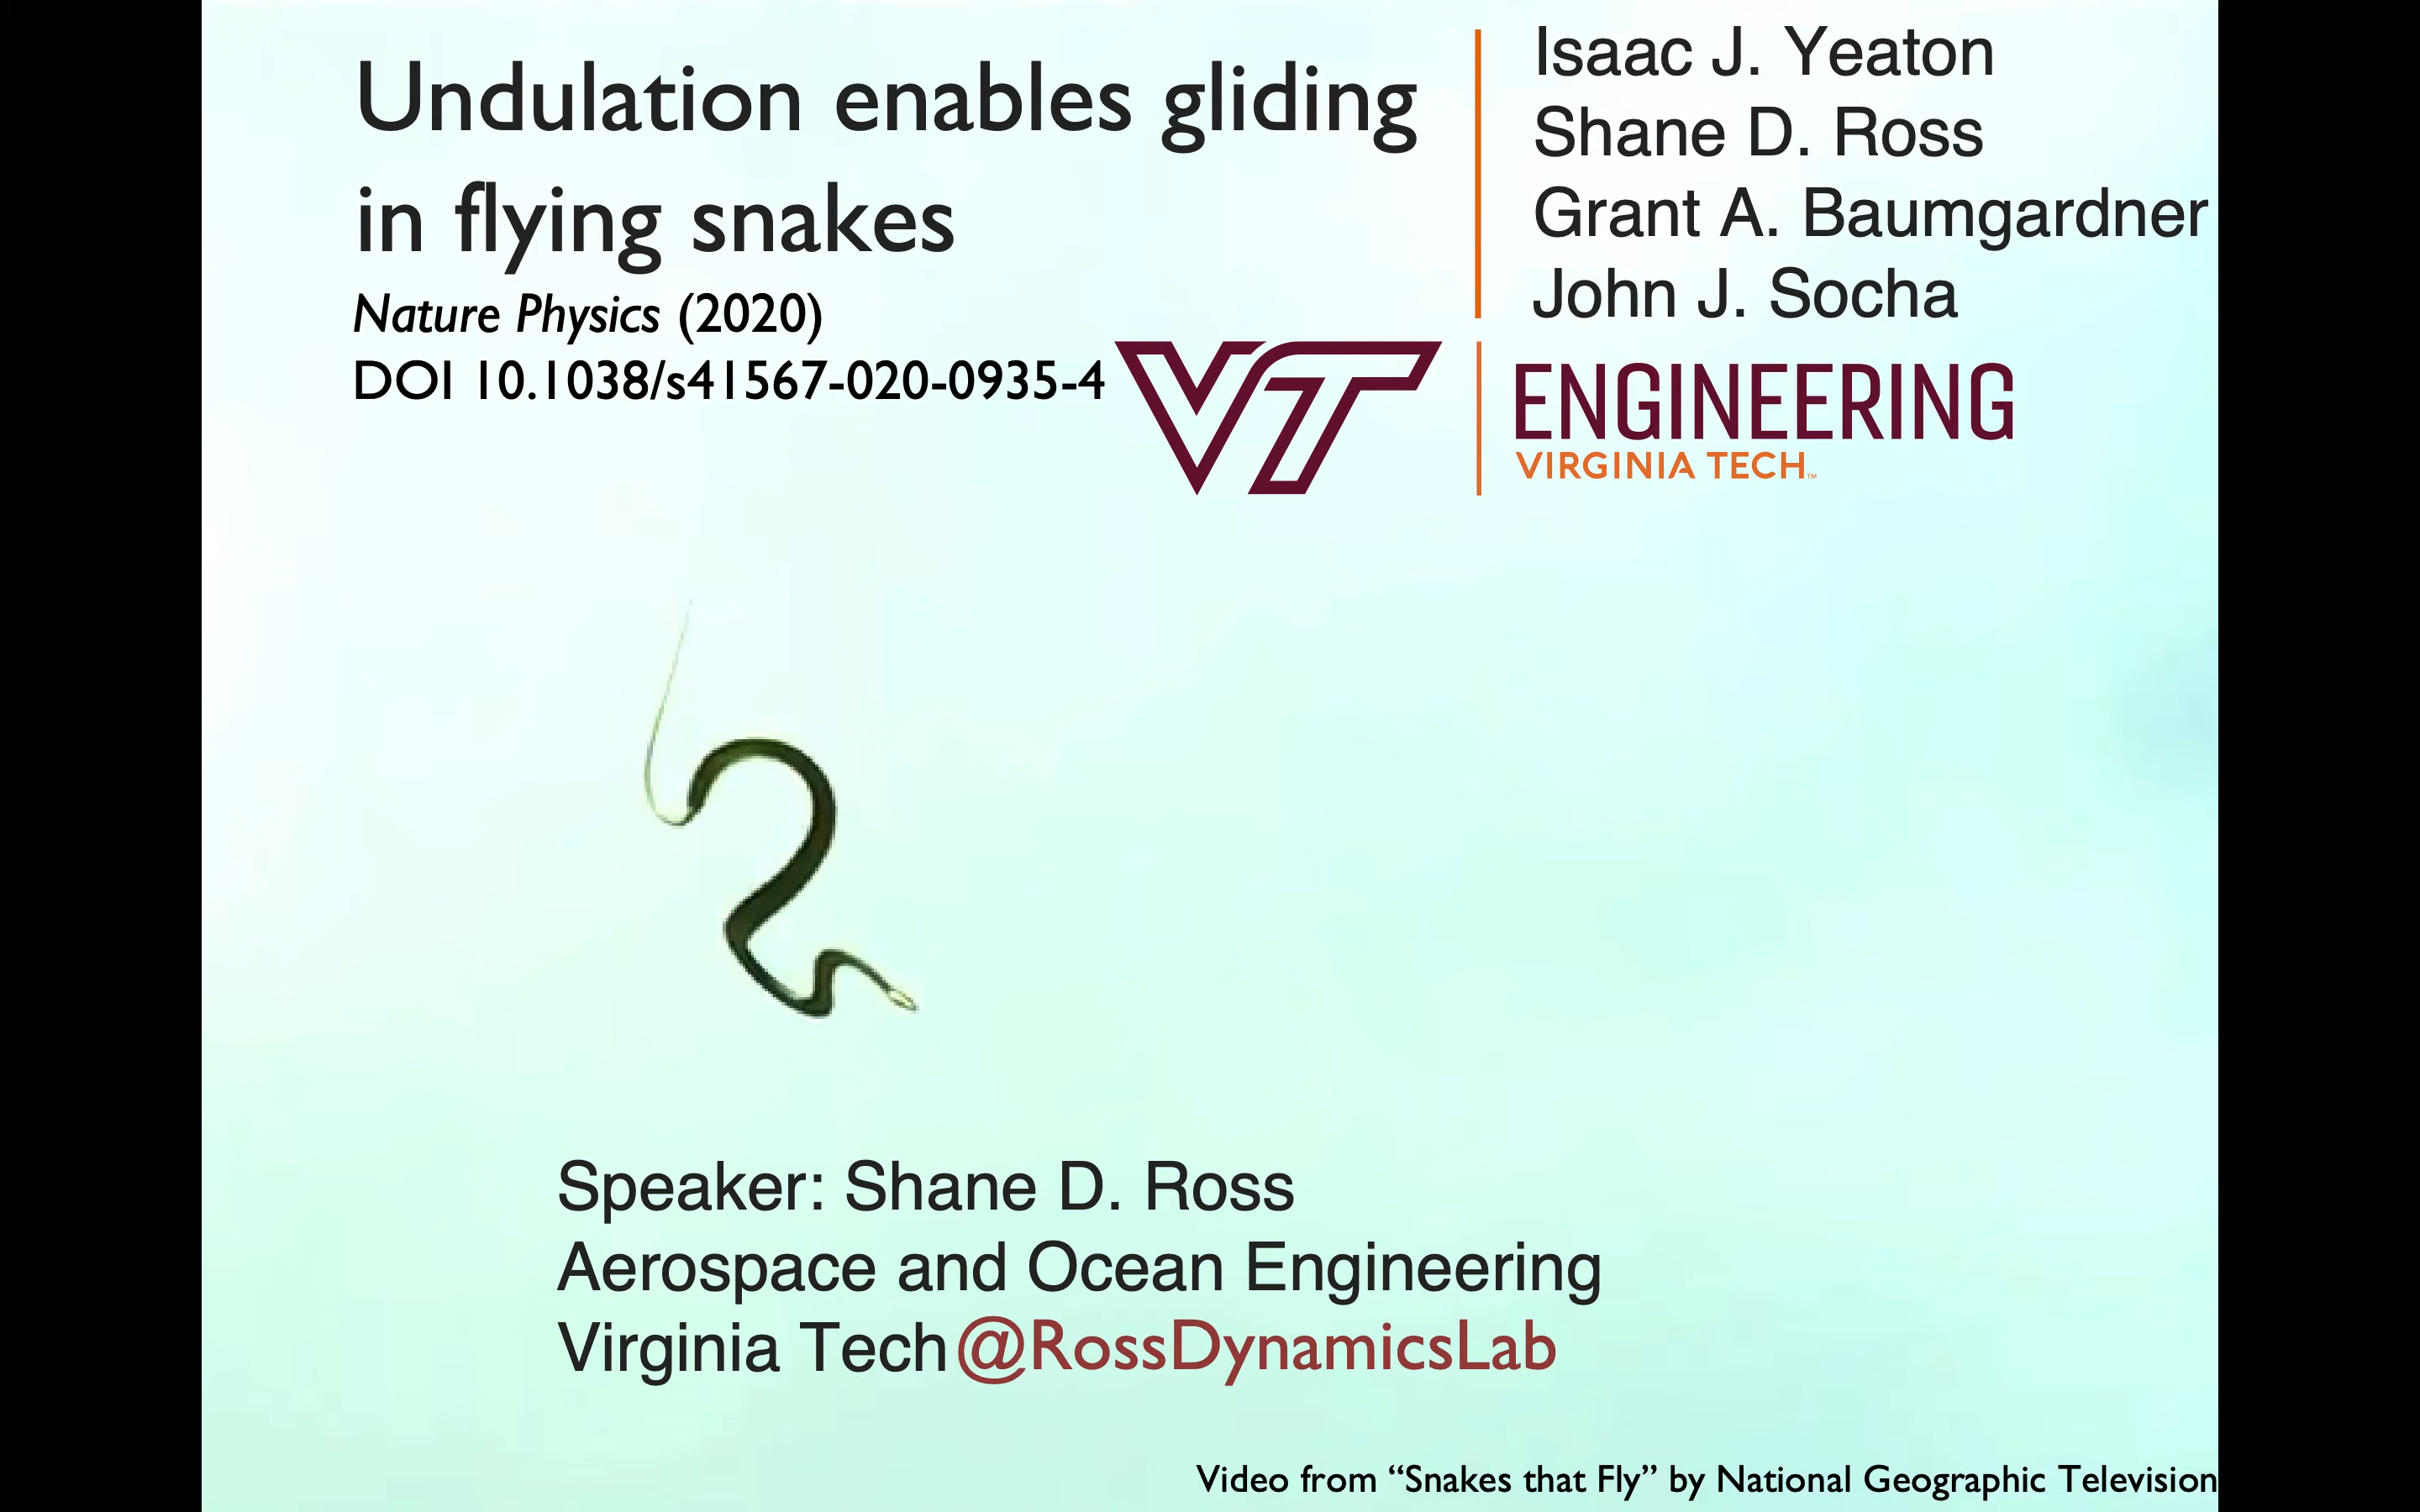 Undulation enables gliding
in flying snakes
Nature Physics (2020)
DOI 10.1038/s41567-020-0935-4
Isaac J. Yeaton
Shane D. Ross
Grant A. Baumgardner
John J. Socha
VT
ENGINEERING
VIRGINIA TECH™
Speaker: Shane D. Ross
Aerospace and Ocean Engineering
Virginia Tech @RossDynamicsLab
Video from “Snakes that Fly” by National Geographic Television